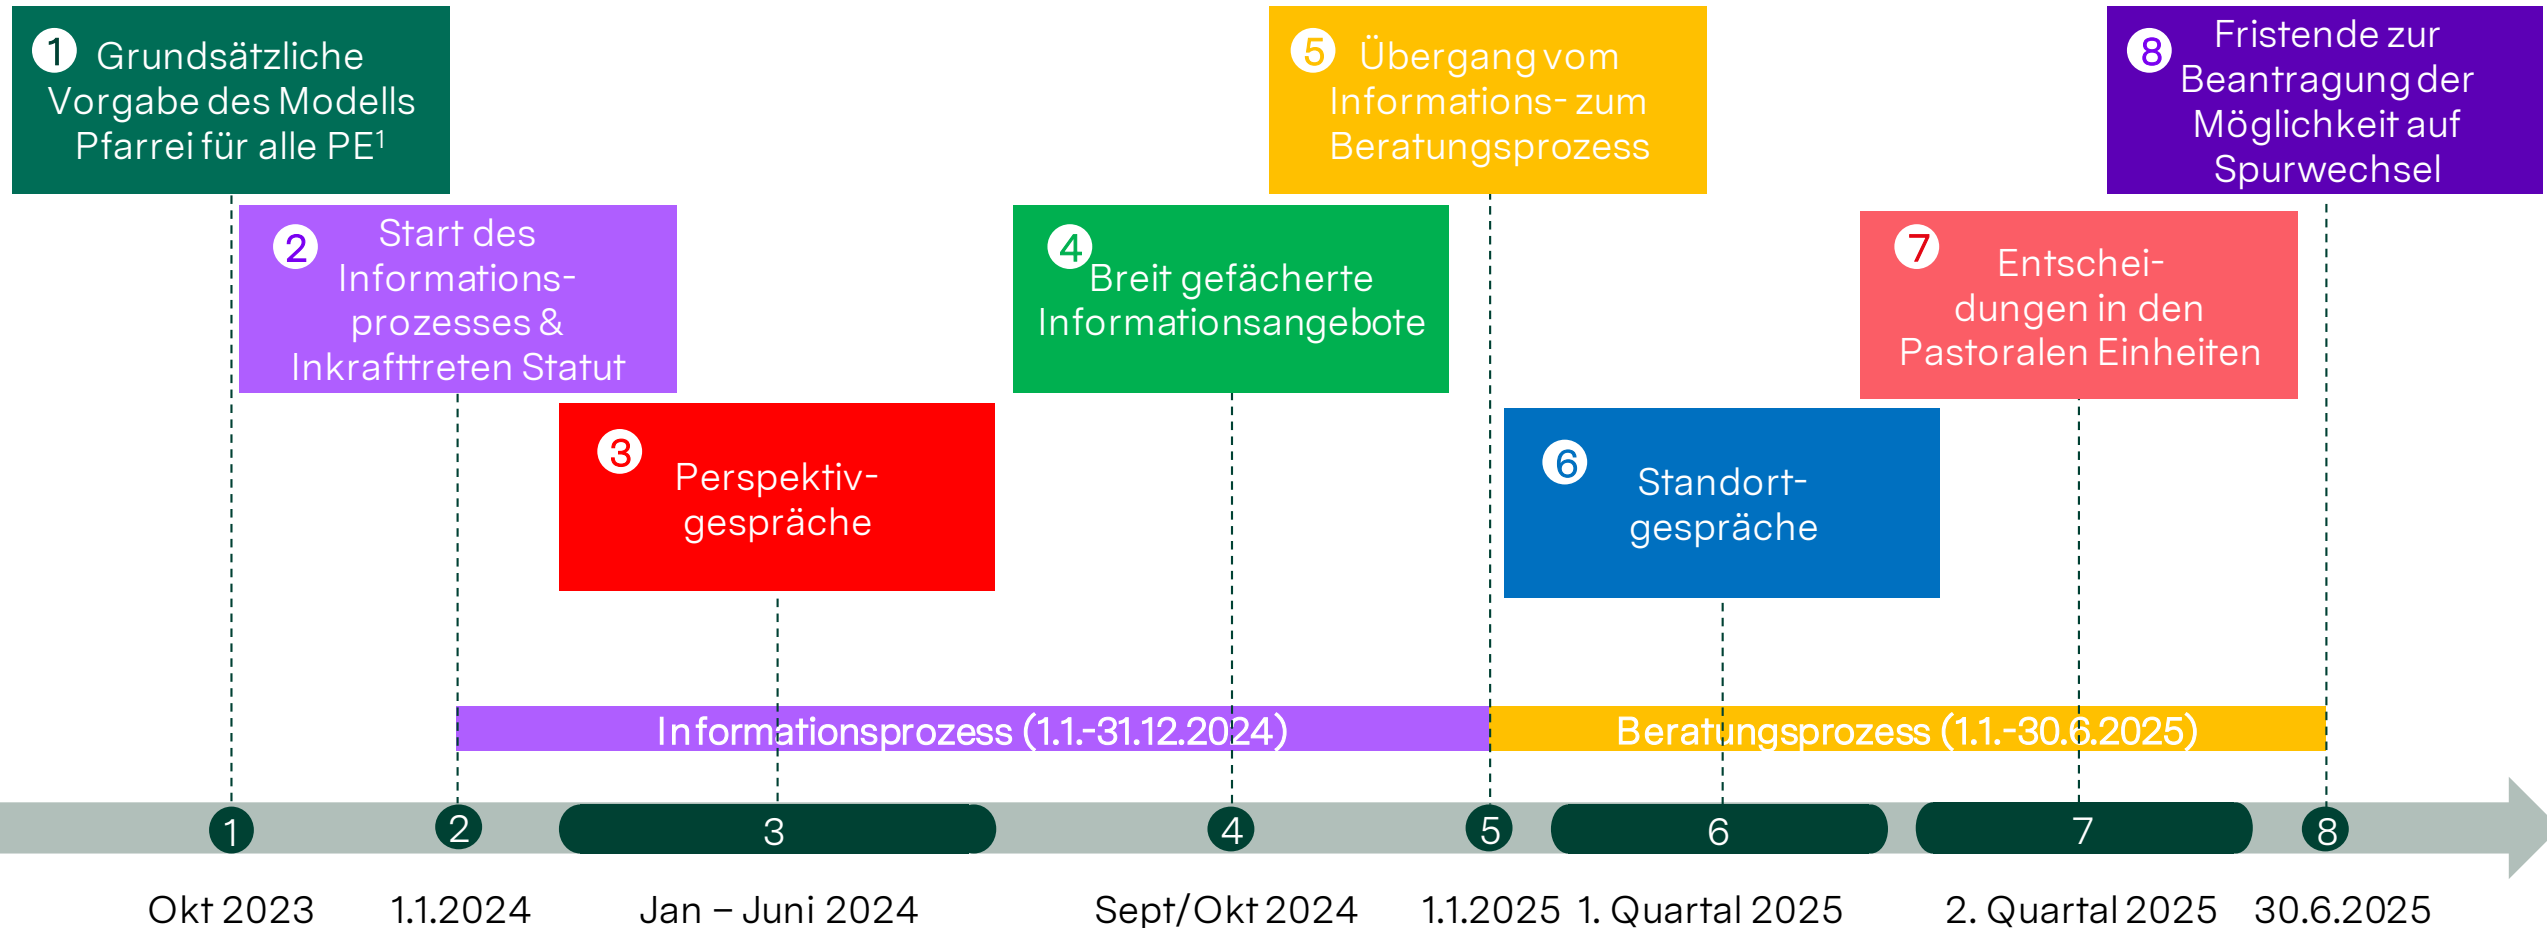 1 Grundsätzliche
Vorgabe des Modells
Pfarrei für alle PE¹
2 Start des
Informations-
prozesses &
Inkrafttreten Statut
3 Perspektiv-
gespräche
4 Breit gefächerte
Informationsangebote
5 Übergang vom
Informations- zum
Beratungsprozess
6 Standort-
gespräche
7 Entschei-
dungen in den
Pastoralen Einheiten
8 Fristende zur
Beantragung der
Möglichkeit auf
Spurwechsel
Informationsprozess (1.1.-31.12.2024)
Beratungsprozess (1.1.-30.6.2025)
1 2 3 4 5 6 7 8
Okt 2023 1.1.2024 Jan – Juni 2024 Sept/Okt 2024 1.1.2025 1. Quartal 2025 2. Quartal 2025 30.6.2025